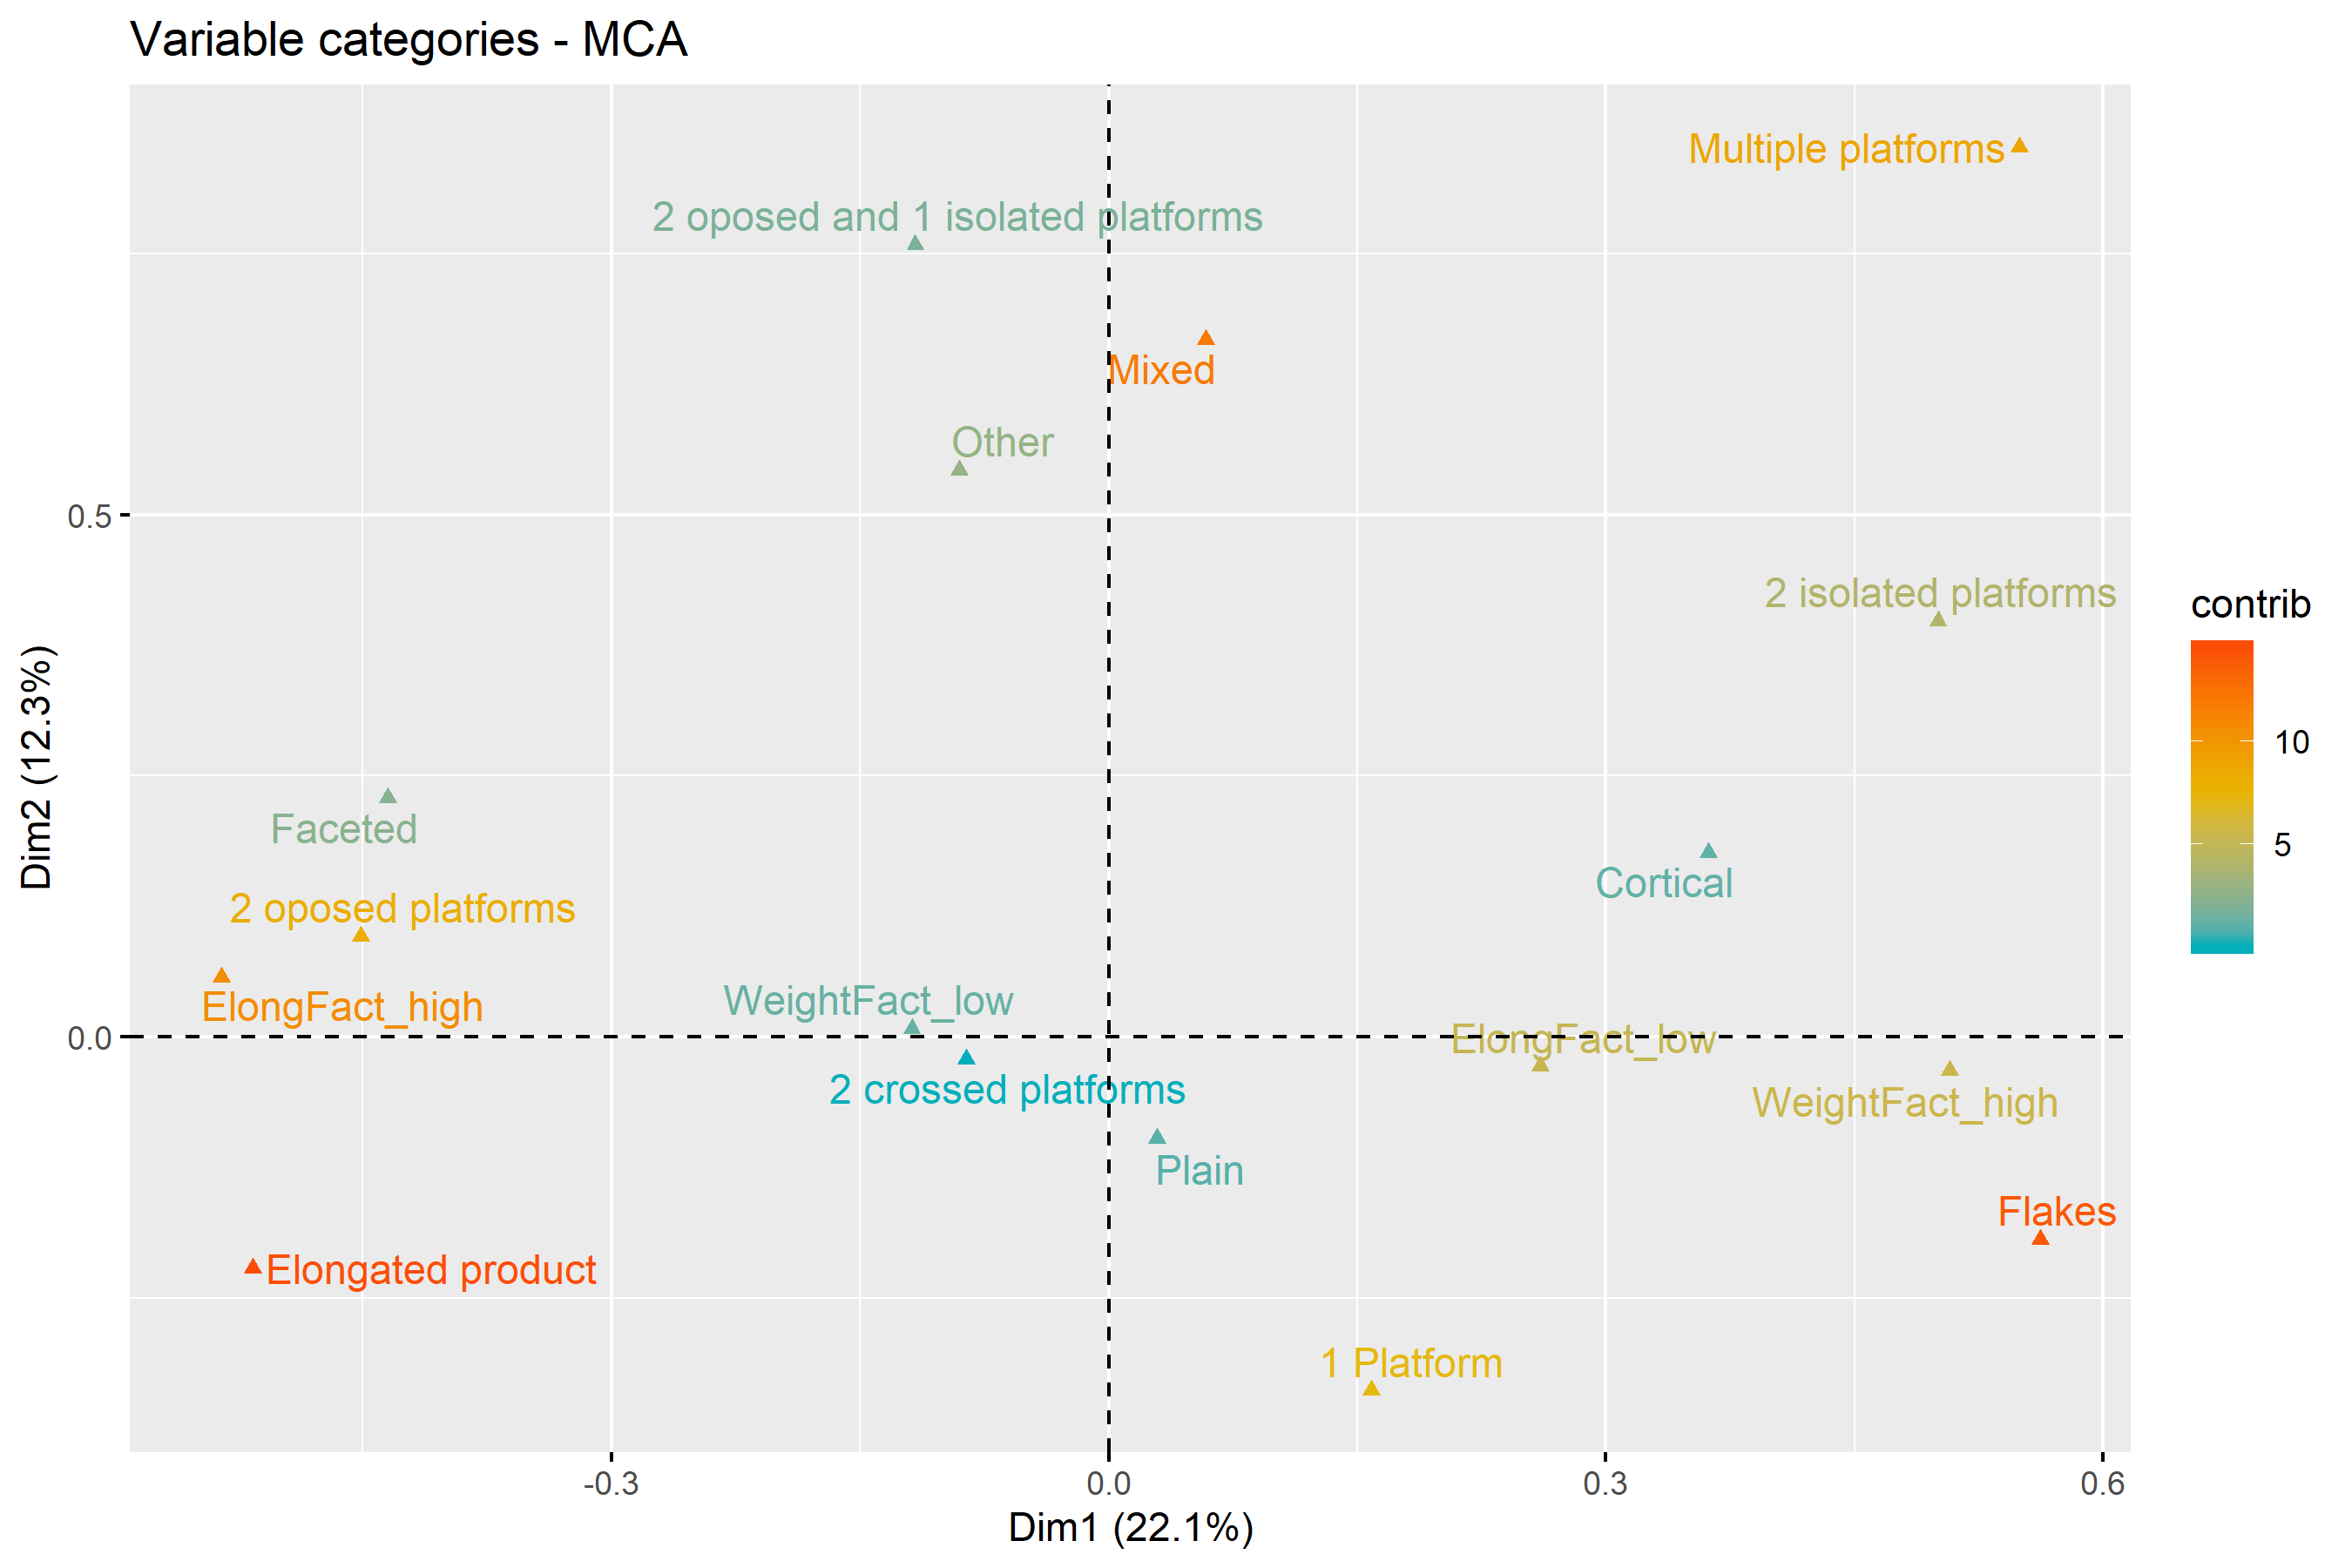 Variable categories - MCA
Multiple platforms
2 oposed and 1 isolated platforms
Mixed
Other
0.5
2 isolated platforms
contrib
10
5
Dim2 (12.3%)
Faceted
Cortical
2 oposed platforms
ElongFact_high
WeightFact_low
0.0
ElongFact_low
2 crossed platforms
WeightFact_high
Plain
Flakes
Elongated product
1 Platform
-0.3
0.0
0.3
0.6
Dim1 (22.1%)